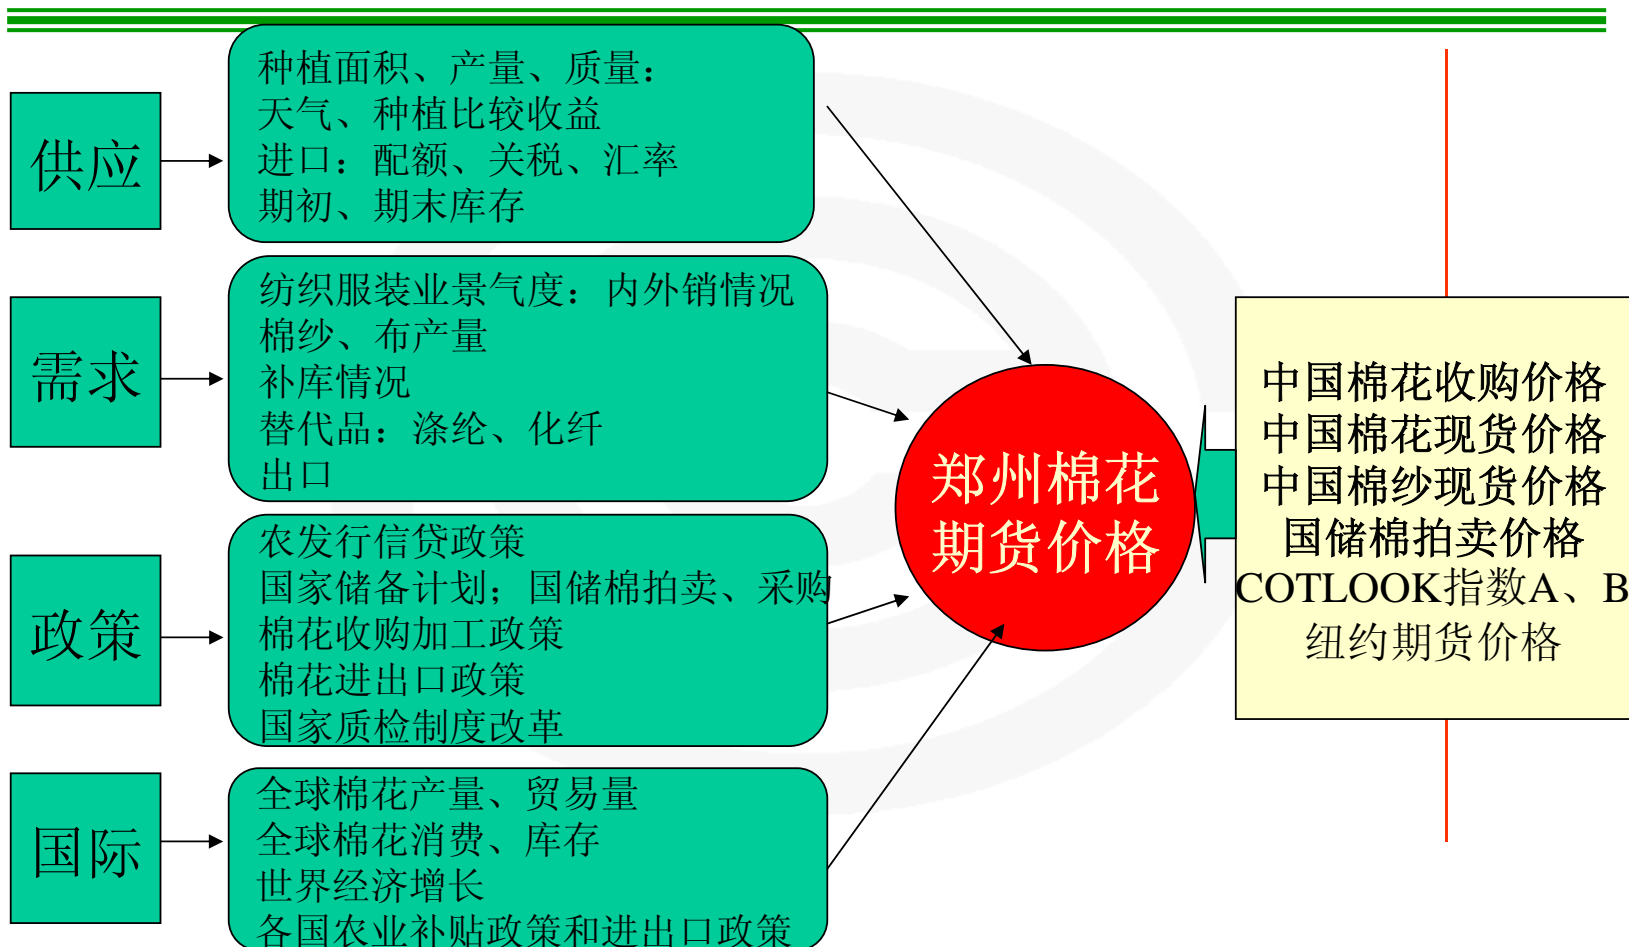 供应
种植面积、产量、质量：
天气、种植比较收益
进口：配额、关税、汇率
期初、期末库存
需求
纺织服装业景气度：内外销情况
棉纱、布产量
补库情况
替代品：涤纶、化纤
出口
政策
农发行信贷政策
国家储备计划；国储棉拍卖、采购
棉花收购加工政策
棉花进出口政策
国家质检制度改革
国际
全球棉花产量、贸易量
全球棉花消费、库存
世界经济增长
各国农业补贴政策和进出口政策
郑州棉花
期货价格
中国棉花收购价格
中国棉花现货价格
中国棉纱现货价格
国储棉拍卖价格
COTLOOK指数A、B
纽约期货价格